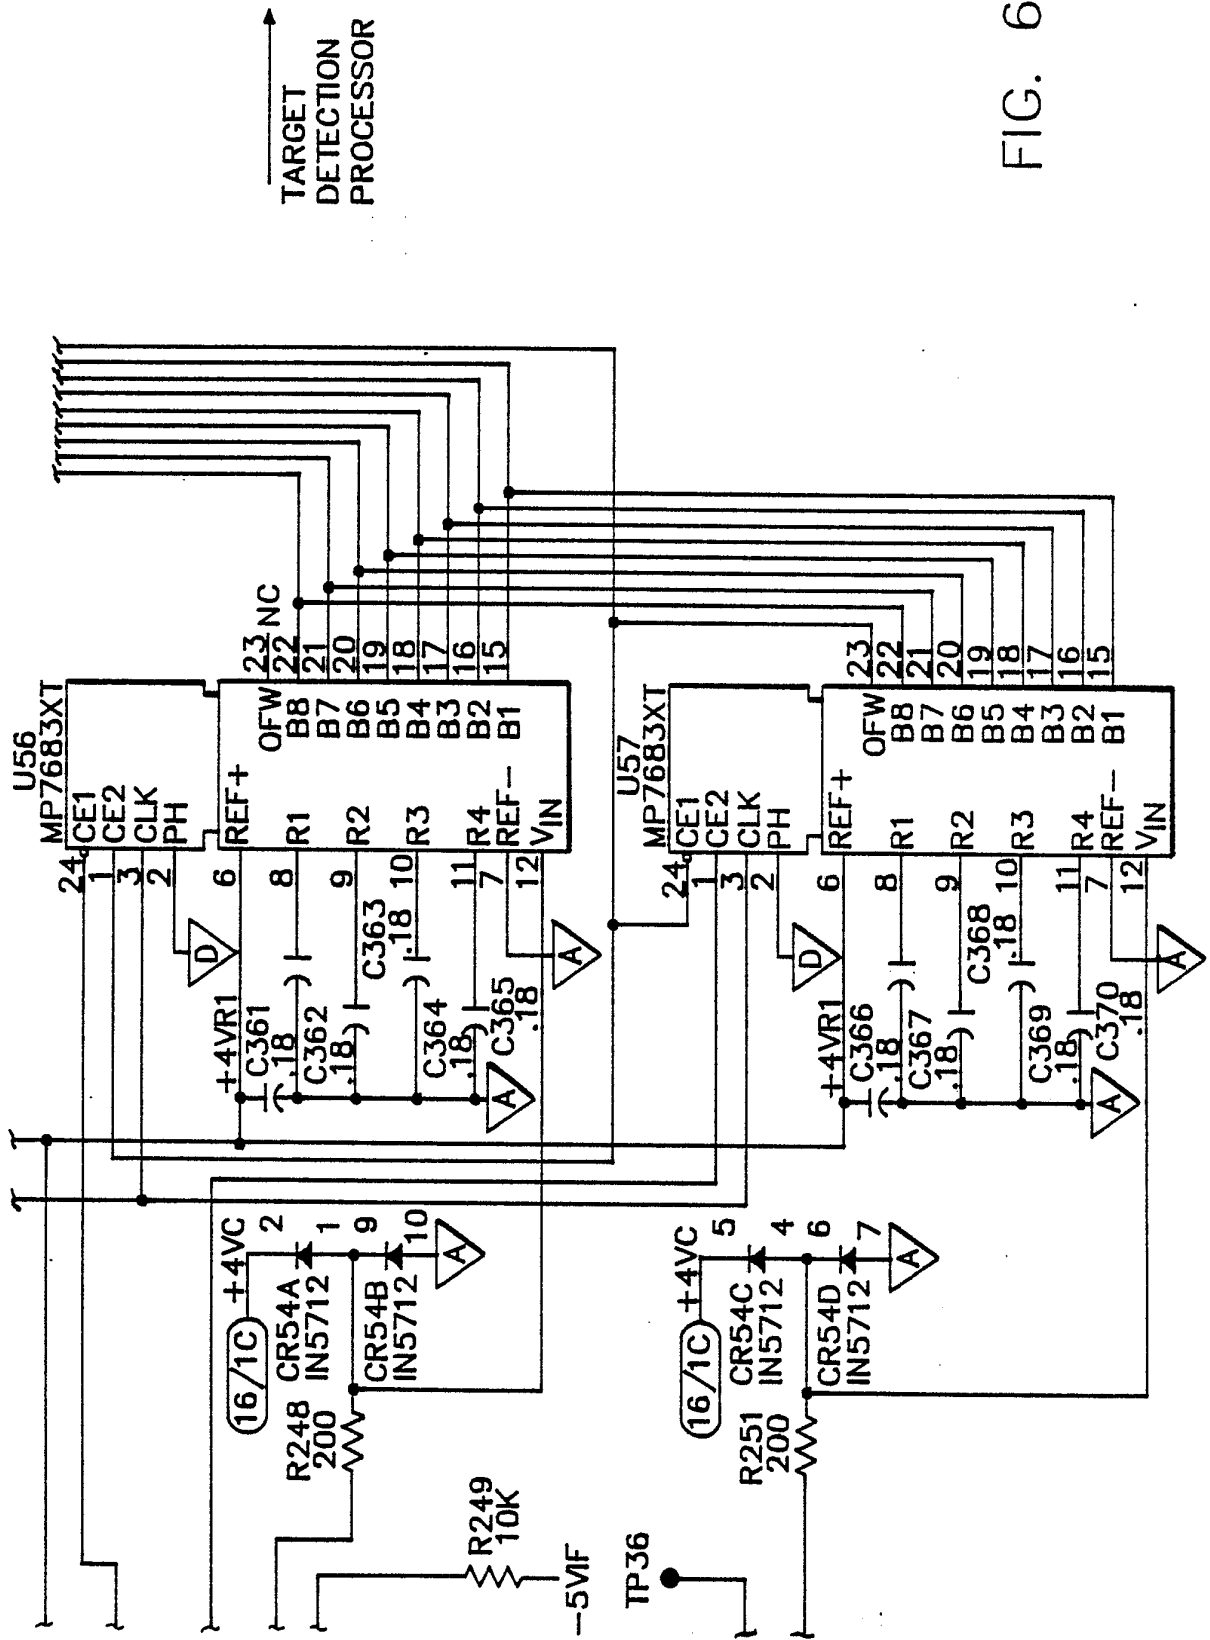 TARGET
DETECTION
PROCESSOR
U56
MP7683XT
24 CE1
1 CE2
3 CLK
2 PH
D
6 REF+
8 R1
9 R2
10 R3
11 R4
7 REF−
12 VIN
OFW 23 NC
B8 22
B7 21
B6 20
B5 19
B4 18
B3 17
B2 16
B1 15
+4VR1
C361
.18
C362
.18
C363
.18
C364
.18
C365
.18
A
A
16/1C
+4VC
2
CR54A
IN5712
1
9
CR54B
IN5712
10
A
R248
200
R249
10K
−5VIF
TP36
U57
MP7683XT
24 CE1
1 CE2
3 CLK
2 PH
D
6 REF+
8 R1
9 R2
10 R3
11 R4
7 REF−
12 VIN
OFW 23
B8 22
B7 21
B6 20
B5 19
B4 18
B3 17
B2 16
B1 15
+4VR1
C366
.18
C367
.18
C368
.18
C369
.18
C370
.18
A
A
16/1C
+4VC
5
CR54C
IN5712
4
6
CR54D
IN5712
7
A
R251
200
FIG. 6